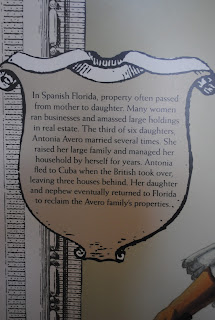 In Spanish Florida, property often passed
from mother to daughter. Many women
ran businesses and amassed large holdings
in real estate. The third of six daughters,
Antonia Avero married several times. She
raised her large family and managed her
household by herself for years. Antonia
fled to Cuba when the British took over,
leaving three houses behind. Her daughter
and nephew eventually returned to Florida
to reclaim the Avero family's properties.